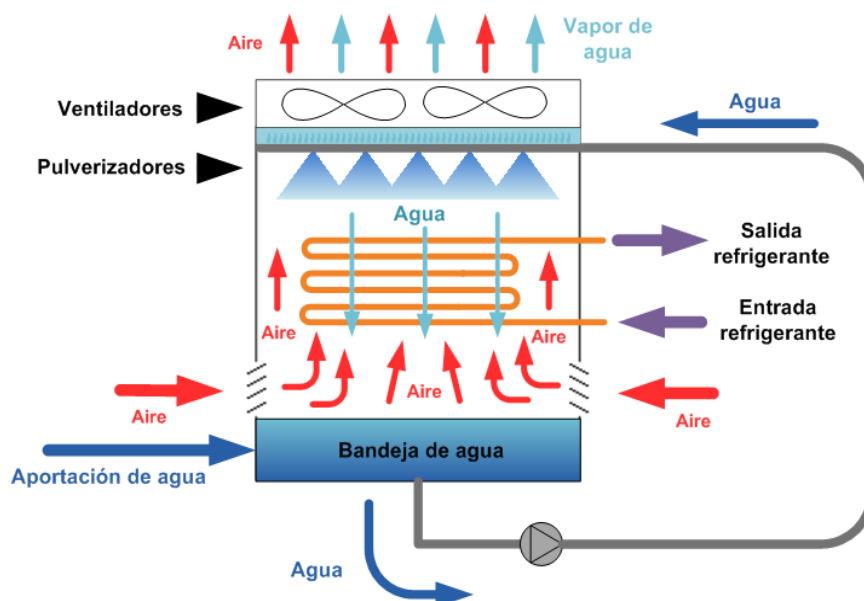 Aire
Vapor de
agua
Ventiladores
Agua
Pulverizadores
Agua
Salida
refrigerante
Entrada
refrigerante
Aire
Aire
Aire
Aire
Aire
Aportación de agua
Bandeja de agua
Agua